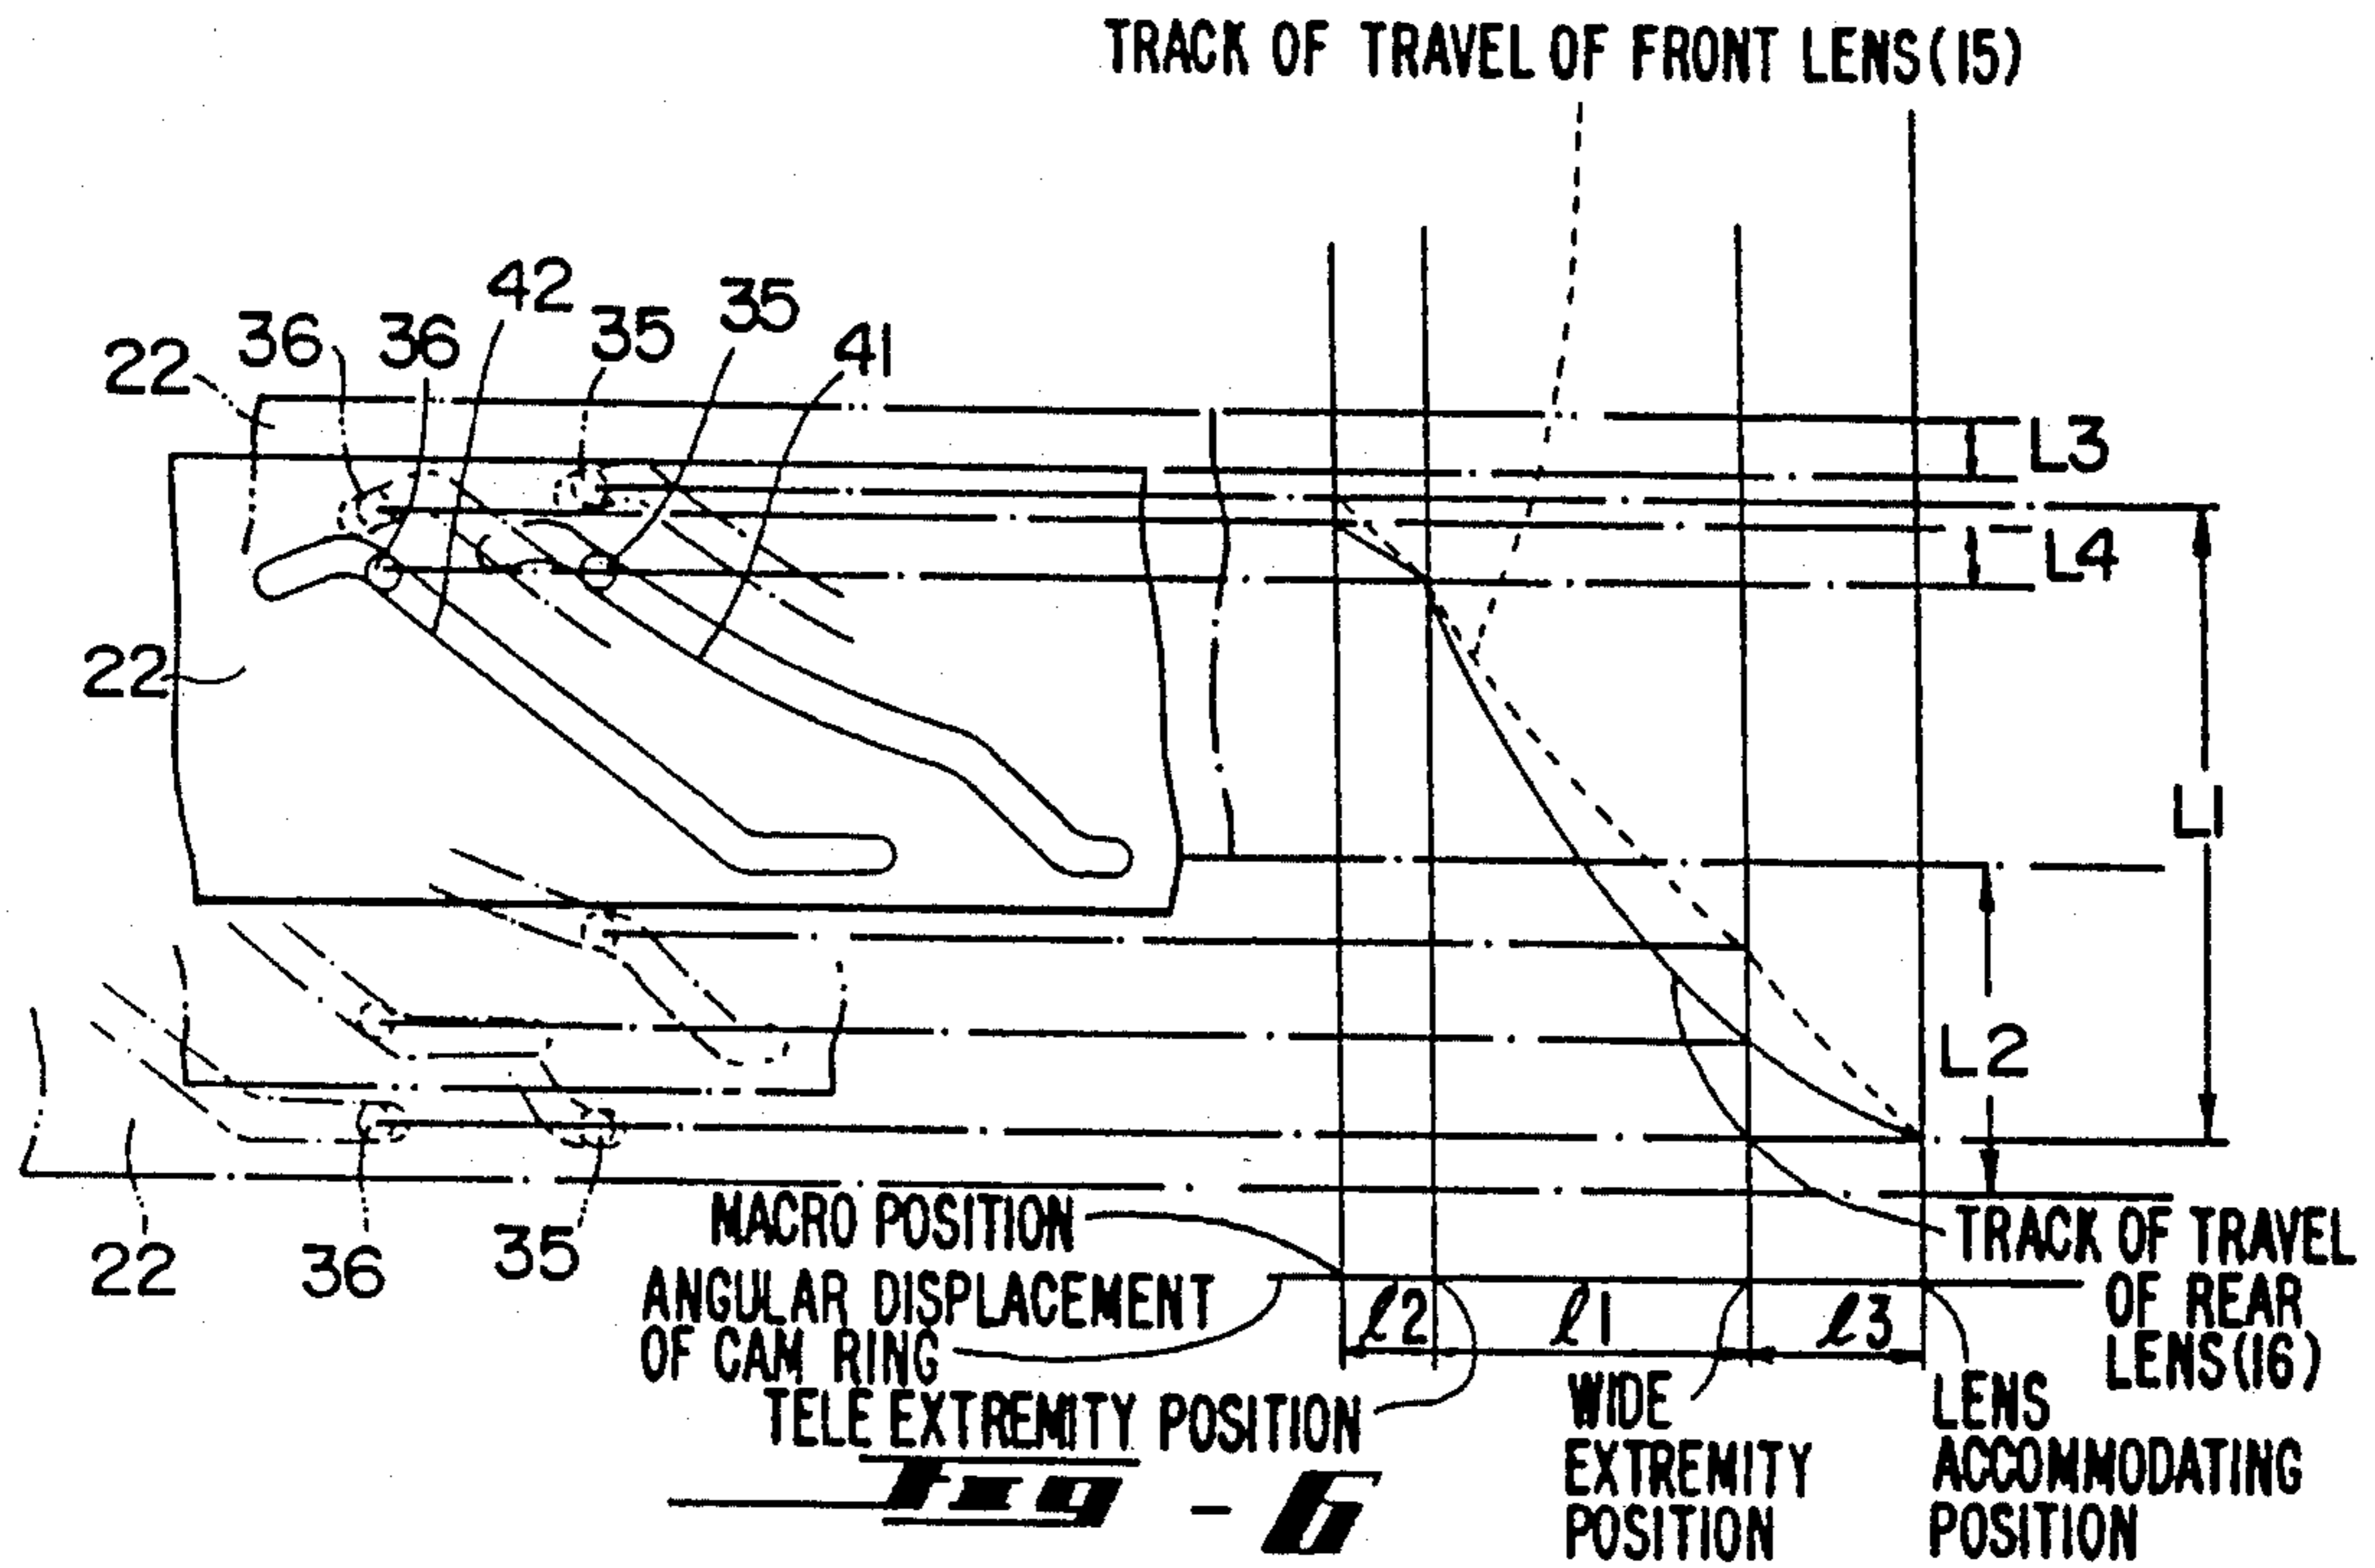 TRACK OF TRAVEL OF FRONT LENS(15)
42
35
35
36
36
41
22
L3
L4
22
L1
L2
MACRO POSITION
TRACK OF TRAVEL
OF REAR
LENS(16)
22
36
35
ANGULAR DISPLACEMENT
OF CAM RING
ℓ2
ℓ1
ℓ3
TELE EXTREMITY POSITION
WIDE
EXTREMITY
POSITION
LENS
ACCOMMODATING
POSITION
Fig - 6